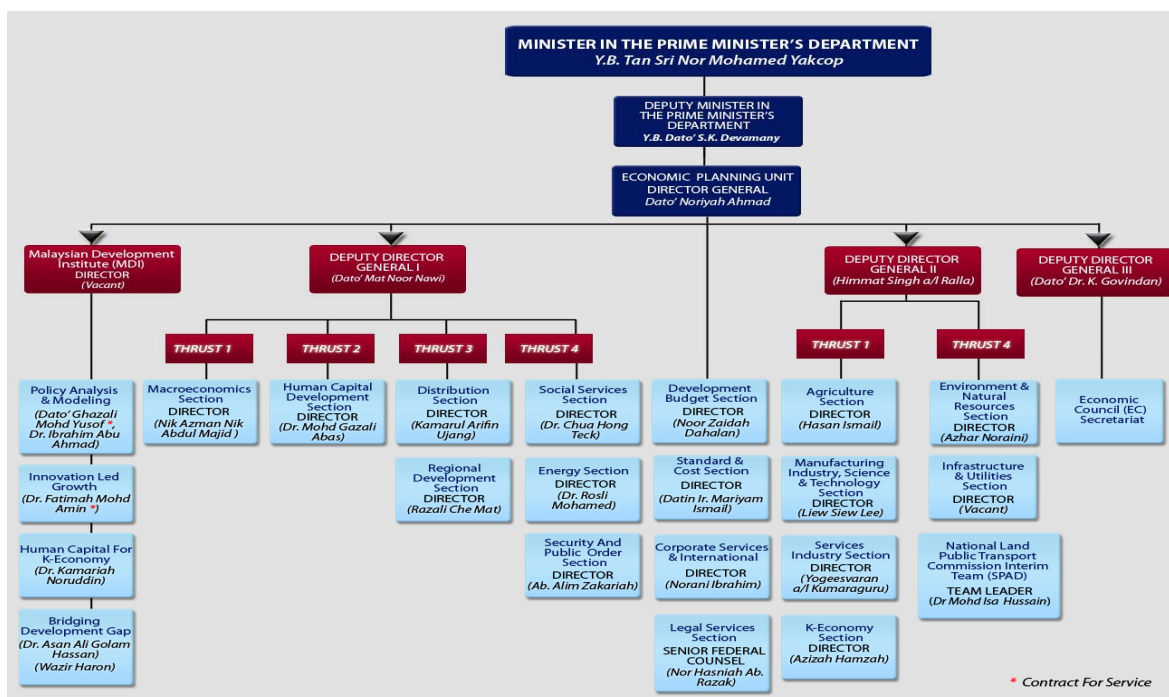 MINISTER IN THE PRIME MINISTER'S DEPARTMENT
Y.B. Tan Sri Nor Mohamed Yakcop
DEPUTY MINISTER IN
THE PRIME MINISTER'S
DEPARTMENT
Y.B. Dato' S.K. Devamany
ECONOMIC PLANNING UNIT
DIRECTOR GENERAL
Dato' Noriyah Ahmad
Malaysian Development
Institute (MDI)
DIRECTOR
(Vacant)
DEPUTY DIRECTOR
GENERAL I
(Dato' Mat Noor Nawi)
DEPUTY DIRECTOR
GENERAL II
(Himmat Singh a/l Ralla)
DEPUTY DIRECTOR
GENERAL III
(Dato' Dr. K. Govindan)
THRUST 1
THRUST 2
THRUST 3
THRUST 4
THRUST 1
THRUST 4
Policy Analysis
& Modeling
(Dato' Ghazali
Mohd Yusof *,
Dr. Ibrahim Abu
Ahmad)
Macroeconomics
Section
DIRECTOR
(Nik Azman Nik
Abdul Majid )
Human Capital
Development
Section
DIRECTOR
(Dr. Mohd Gazali
Abas)
Distribution
Section
DIRECTOR
(Kamarul Arifin
Ujang)
Social Services
Section
DIRECTOR
(Dr. Chua Hong
Teck)
Development
Budget Section
DIRECTOR
(Noor Zaidah
Dahalan)
Agriculture
Section
DIRECTOR
(Hasan Ismail)
Environment &
Natural
Resources Section
DIRECTOR
(Azhar Noraini)
Economic
Council (EC)
Secretariat
Innovation Led
Growth
(Dr. Fatimah Mohd
Amin *)
Regional
Development
Section
DIRECTOR
(Razali Che Mat)
Energy Section
DIRECTOR
(Dr. Rosli
Mohamed)
Standard &
Cost Section
DIRECTOR
(Datin Ir. Mariyam
Ismail)
Manufacturing
Industry, Science
& Technology
Section
DIRECTOR
(Liew Siew Lee)
Infrastructure
& Utilities
Section
DIRECTOR
(Vacant)
Human Capital For
K-Economy
(Dr. Kamariah
Noruddin)
Security And
Public Order
Section
DIRECTOR
(Ab. Alim Zakariah)
Corporate Services
& International
DIRECTOR
(Norani Ibrahim)
Services
Industry Section
DIRECTOR
(Yogeesvaran
a/l Kumaraguru)
National Land
Public Transport
Commission Interim
Team (SPAD)
TEAM LEADER
(Dr Mohd Isa Hussain)
Bridging
Development Gap
(Dr. Asan Ali Golam
Hassan)
(Wazir Haron)
Legal Services
Section
SENIOR FEDERAL
COUNSEL
(Nor Hasniah Ab.
Razak)
K-Economy
Section
DIRECTOR
(Azizah Hamzah)
* Contract For Service